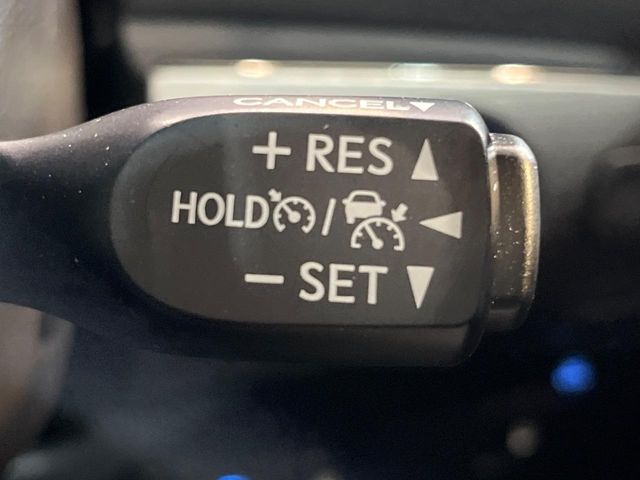 CANCEL
+ RES
HOLD /
− SET